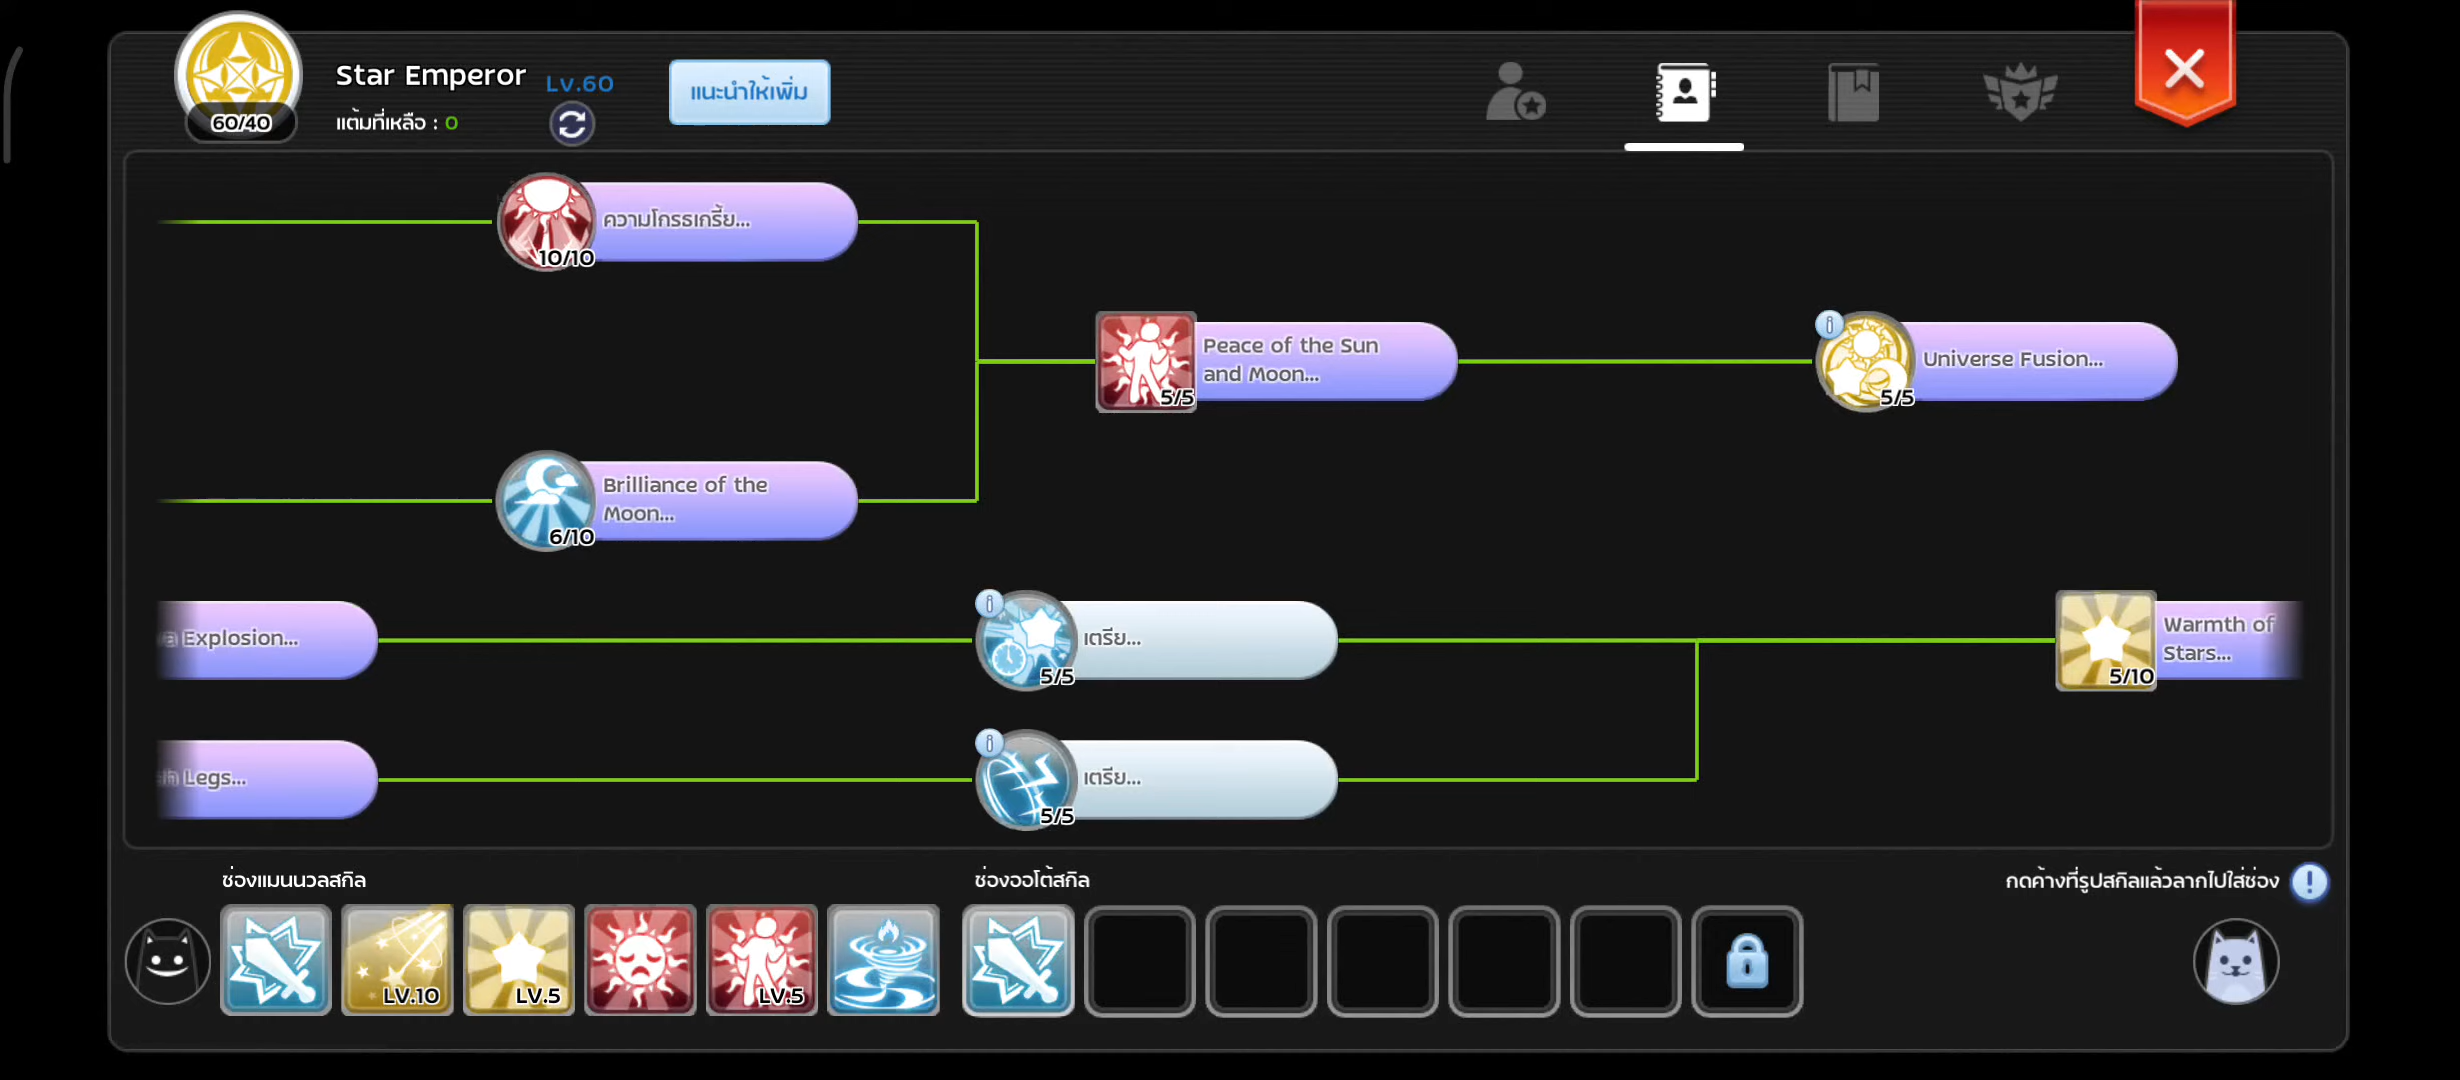 Star Emperor
Lv.60
แนะนำให้เพิ่ม
60/40
แต้มที่เหลือ : 0
ความโกรธเกรี้ย...
10/10
Peace of the Sun
and Moon...
5/5
Universe Fusion...
5/5
Brilliance of the
Moon...
6/10
a Explosion...
เตรีย...
5/5
Warmth of
Stars...
5/10
h Legs...
เตรีย...
5/5
ช่องแมนนวลสกิล
ช่องออโต้สกิล
กดค้างที่รูปสกิลแล้วลากไปใส่ช่อง
LV.10
LV.5
LV.5